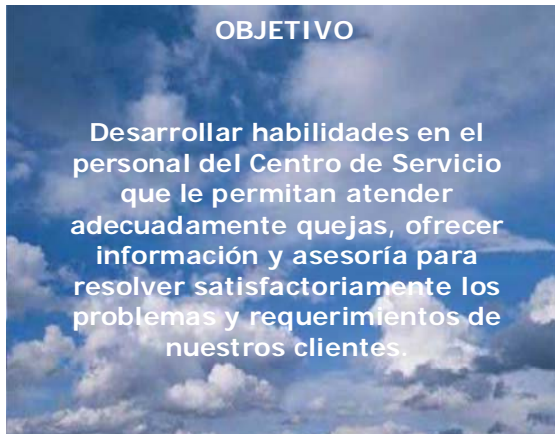 OBJETIVO
Desarrollar habilidades en el
personal del Centro de Servicio
que le permitan atender
adecuadamente quejas, ofrecer
información y asesoría para
resolver satisfactoriamente los
problemas y requerimientos de
nuestros clientes.